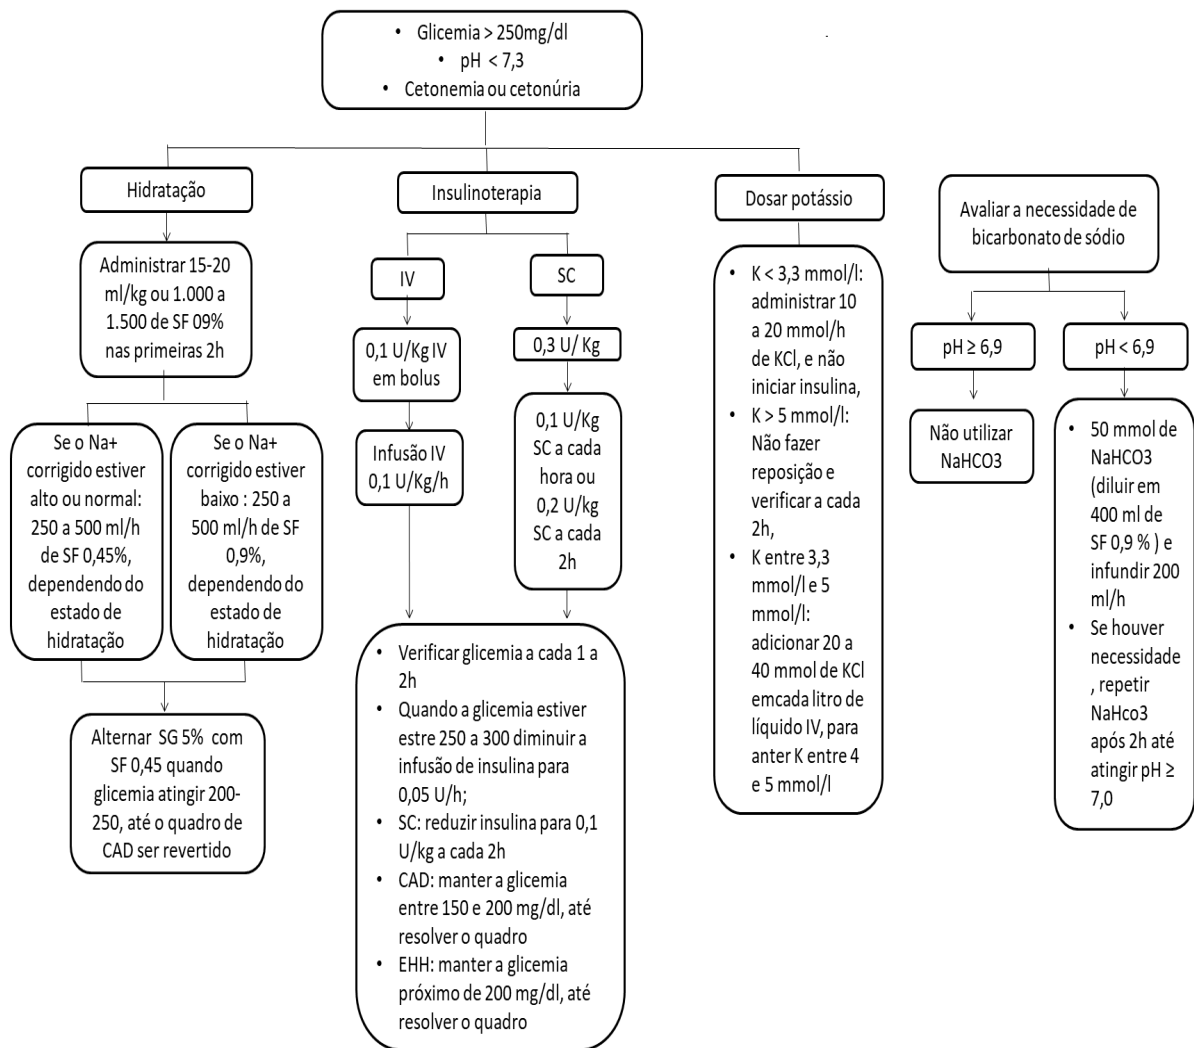 • Glicemia > 250mg/dl
• pH < 7,3
• Cetonemia ou cetonúria
Hidratação
Administrar 15-20
ml/kg ou 1.000 a
1.500 de SF 09%
nas primeiras 2h
Se o Na+
corrigido estiver
alto ou normal:
250 a 500 ml/h
de SF 0,45%,
dependendo do
estado de
hidratação
Se o Na+
corrigido estiver
baixo : 250 a
500 ml/h de SF
0,9%,
dependendo do
estado de
hidratação
Alternar SG 5% com
SF 0,45 quando
glicemia atingir 200-
250, até o quadro de
CAD ser revertido
Insulinoterapia
IV
0,1 U/Kg IV
em bolus
Infusão IV
0,1 U/Kg/h
SC
0,3 U/ Kg
0,1 U/Kg
SC a cada
hora ou
0,2 U/kg
SC a cada
2h
• Verificar glicemia a cada 1 a
2h
• Quando a glicemia estiver
estre 250 a 300 diminuir a
infusão de insulina para
0,05 U/h;
• SC: reduzir insulina para 0,1
U/kg a cada 2h
• CAD: manter a glicemia
entre 150 e 200 mg/dl, até
resolver o quadro
• EHH: manter a glicemia
próximo de 200 mg/dl, até
resolver o quadro
Dosar potássio
• K < 3,3 mmol/l:
administrar 10
a 20 mmol/h
de KCl, e não
iniciar insulina,
• K > 5 mmol/l:
Não fazer
reposição e
verificar a cada
2h,
• K entre 3,3
mmol/l e 5
mmol/l:
adicionar 20 a
40 mmol de KCl
emcada litro de
líquido IV, para
anter K entre 4
e 5 mmol/l
Avaliar a necessidade de
bicarbonato de sódio
pH ≥ 6,9
Não utilizar
NaHCO3
pH < 6,9
• 50 mmol de
NaHCO3
(diluir em
400 ml de
SF 0,9 % ) e
infundir 200
ml/h
• Se houver
necessidade
, repetir
NaHco3
após 2h até
atingir pH ≥
7,0